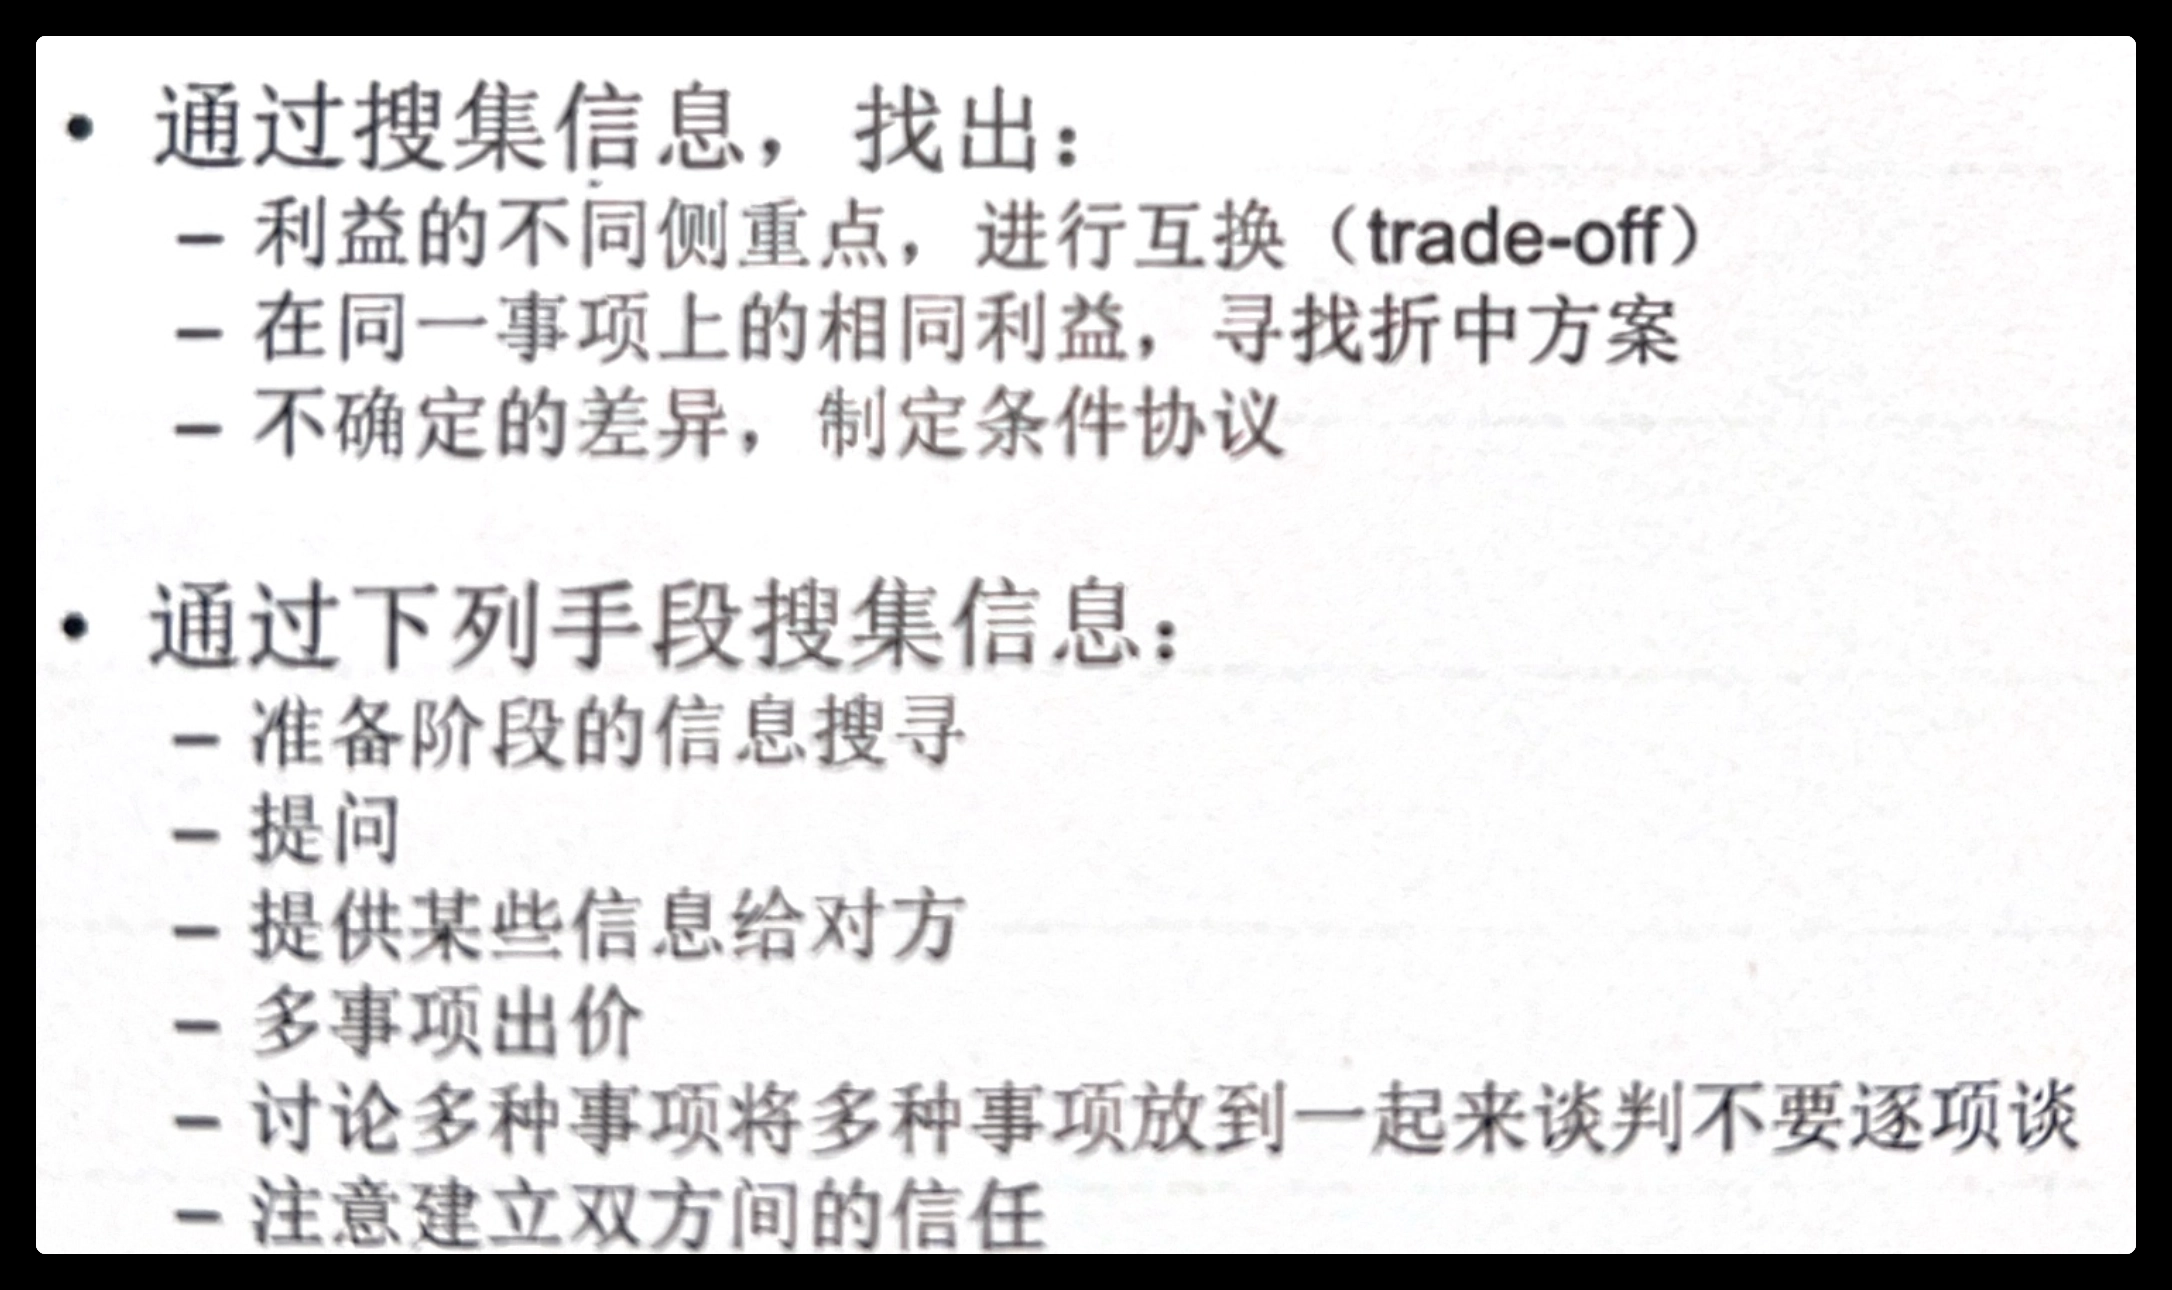 • 通过搜集信息，找出：
– 利益的不同侧重点，进行互换（trade-off）
– 在同一事项上的相同利益，寻找折中方案
– 不确定的差异，制定条件协议
• 通过下列手段搜集信息：
– 准备阶段的信息搜寻
– 提问
– 提供某些信息给对方
– 多事项出价
– 讨论多种事项将多种事项放到一起来谈判不要逐项谈
– 注意建立双方间的信任